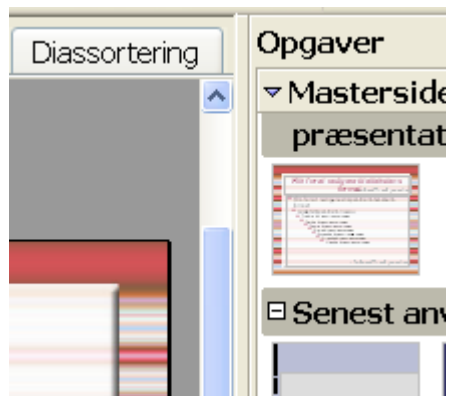 Diassortering
Opgaver
Masterside
præsentat
Senest anv